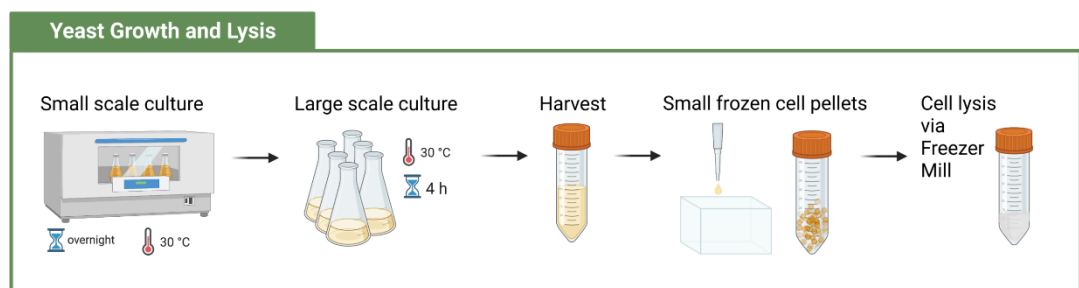 Yeast Growth and Lysis
Small scale culture
overnight
30 °C
Large scale culture
30 °C
4 h
Harvest
Small frozen cell pellets
Cell lysis
via
Freezer
Mill